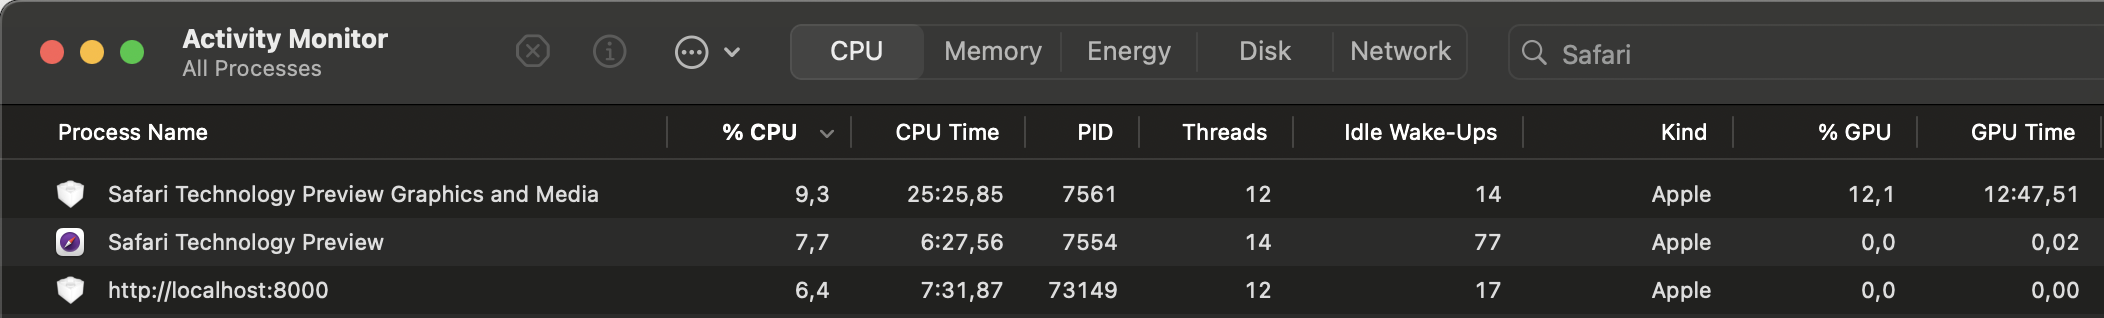 Activity Monitor
All Processes
CPU Memory Energy Disk Network Safari
Process Name % CPU CPU Time PID Threads Idle Wake-Ups Kind % GPU GPU Time
Safari Technology Preview Graphics and Media 9,3 25:25,85 7561 12 14 Apple 12,1 12:47,51
Safari Technology Preview 7,7 6:27,56 7554 14 77 Apple 0,0 0,02
http://localhost:8000 6,4 7:31,87 73149 12 17 Apple 0,0 0,00